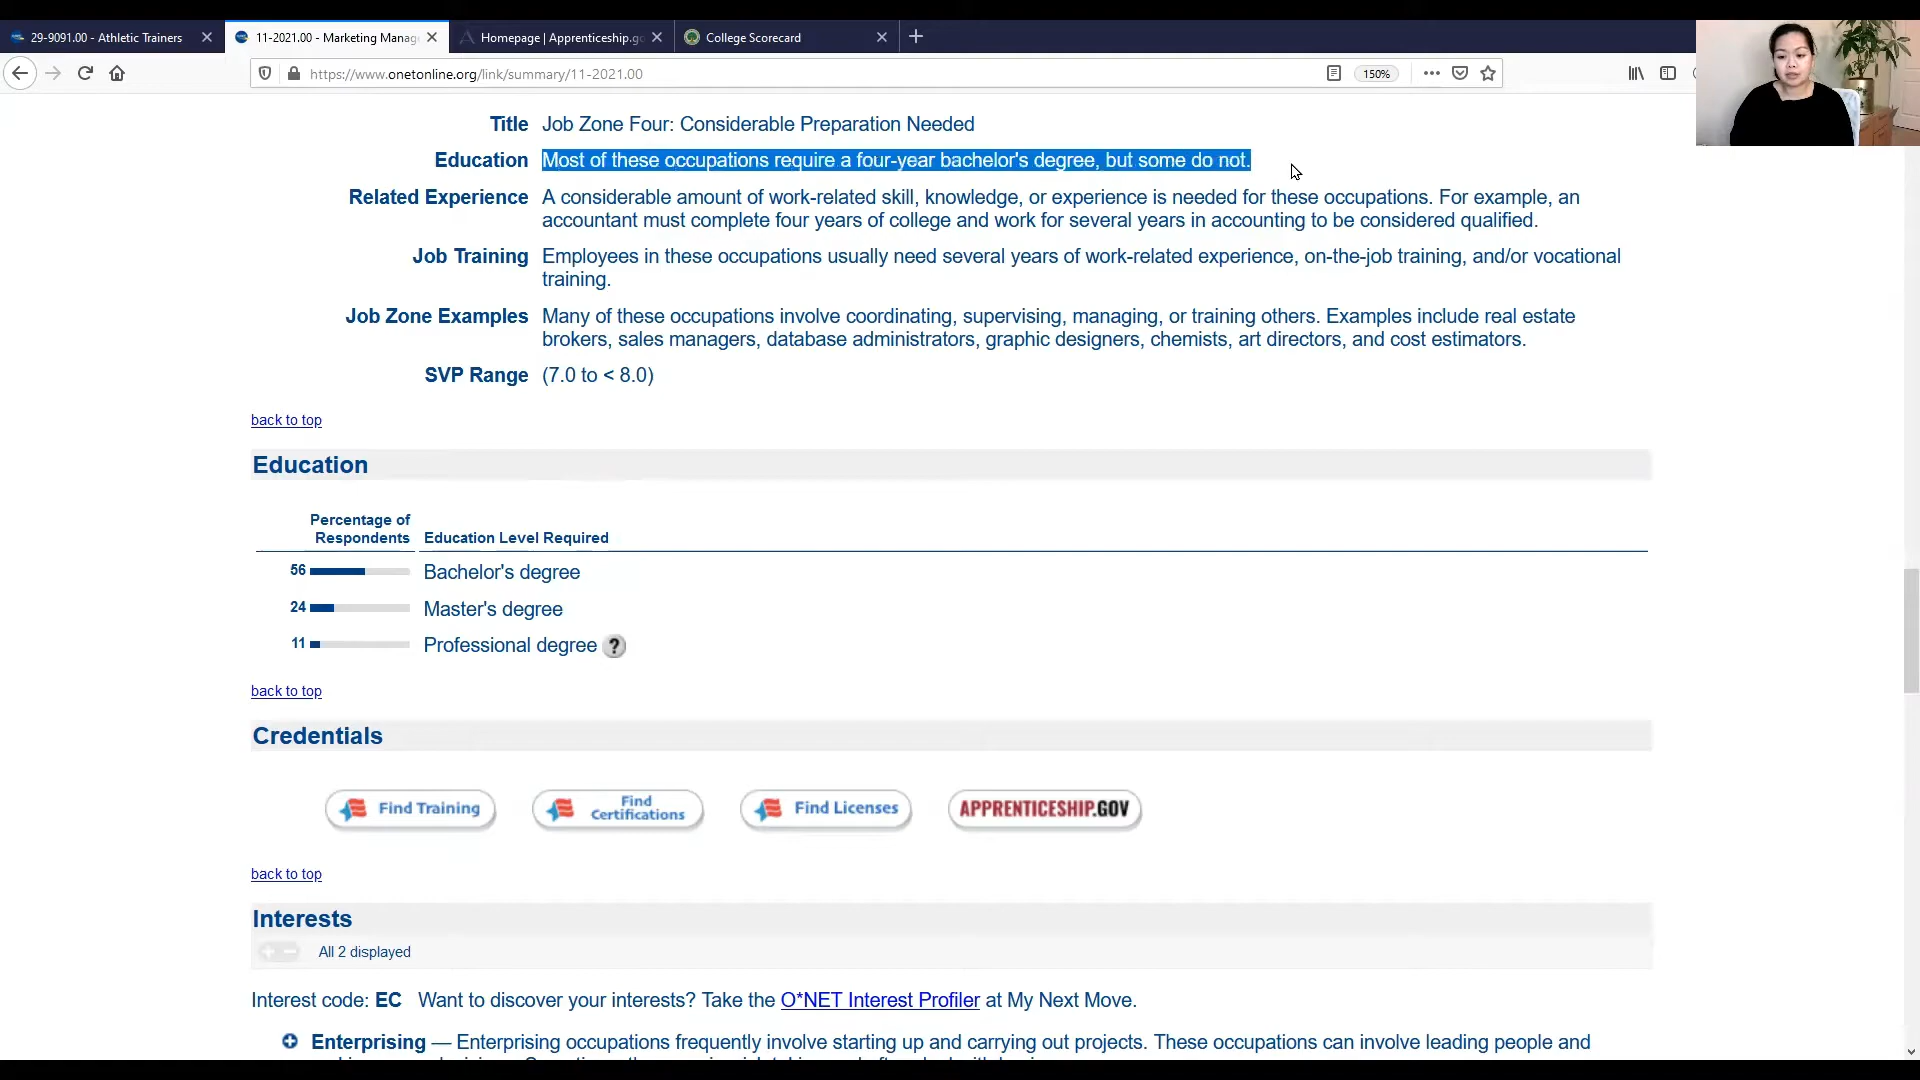 29-9091.00 - Athletic Trainers
11-2021.00 - Marketing Manag
Homepage | Apprenticeship.go
College Scorecard
https://www.onetonline.org/link/summary/11-2021.00
150%
Title Job Zone Four: Considerable Preparation Needed
Education Most of these occupations require a four-year bachelor's degree, but some do not.
Related Experience A considerable amount of work-related skill, knowledge, or experience is needed for these occupations. For example, an
accountant must complete four years of college and work for several years in accounting to be considered qualified.
Job Training Employees in these occupations usually need several years of work-related experience, on-the-job training, and/or vocational
training.
Job Zone Examples Many of these occupations involve coordinating, supervising, managing, or training others. Examples include real estate
brokers, sales managers, database administrators, graphic designers, chemists, art directors, and cost estimators.
SVP Range (7.0 to < 8.0)
back to top
Education
Percentage of
Respondents Education Level Required
56 Bachelor's degree
24 Master's degree
11 Professional degree ?
back to top
Credentials
Find Training
Find
Certifications
Find Licenses
APPRENTICESHIP.GOV
back to top
Interests
All 2 displayed
Interest code: EC Want to discover your interests? Take the O*NET Interest Profiler at My Next Move.
Enterprising — Enterprising occupations frequently involve starting up and carrying out projects. These occupations can involve leading people and